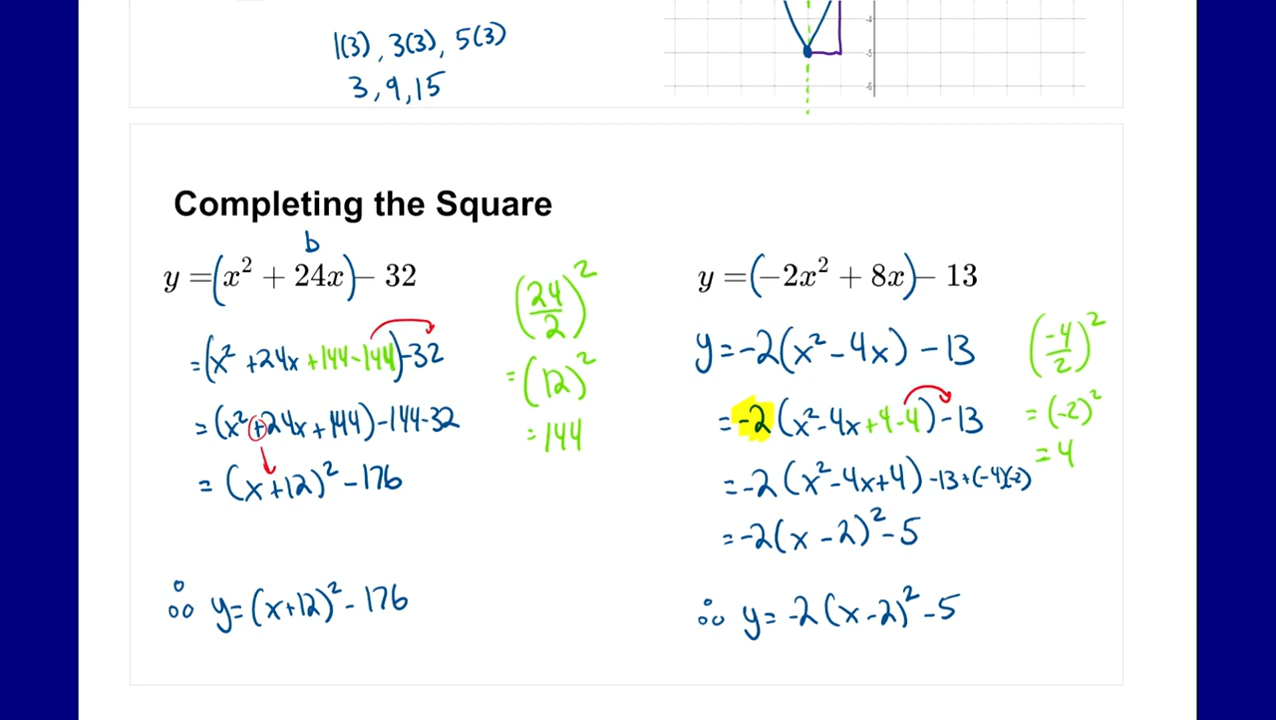 1(3), 3(3), 5(3)
3, 9, 15
-4
-5
-6
Completing the Square
b
y = (x² + 24x) - 32
= (x² + 24x + 144 - 144) - 32
= (x² + 24x + 144) - 144 - 32
= (x + 12)² - 176
∴ y = (x + 12)² - 176
(24/2)²
= (12)²
= 144
y = (-2x² + 8x) - 13
y = -2(x² - 4x) - 13
= -2(x² - 4x + 4 - 4) - 13
= -2(x² - 4x + 4) - 13 + (-4)(-2)
= -2(x - 2)² - 5
∴ y = -2(x - 2)² - 5
(-4/2)²
= (-2)²
= 4